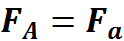 F_A = F_a